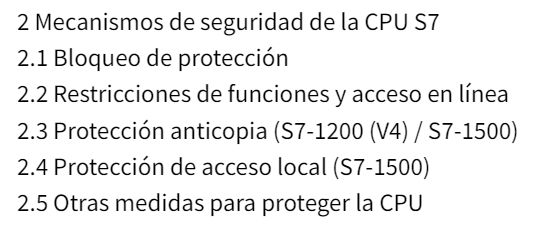 2 Mecanismos de seguridad de la CPU S7
2.1 Bloqueo de protección
2.2 Restricciones de funciones y acceso en línea
2.3 Protección anticopia (S7-1200 (V4) / S7-1500)
2.4 Protección de acceso local (S7-1500)
2.5 Otras medidas para proteger la CPU